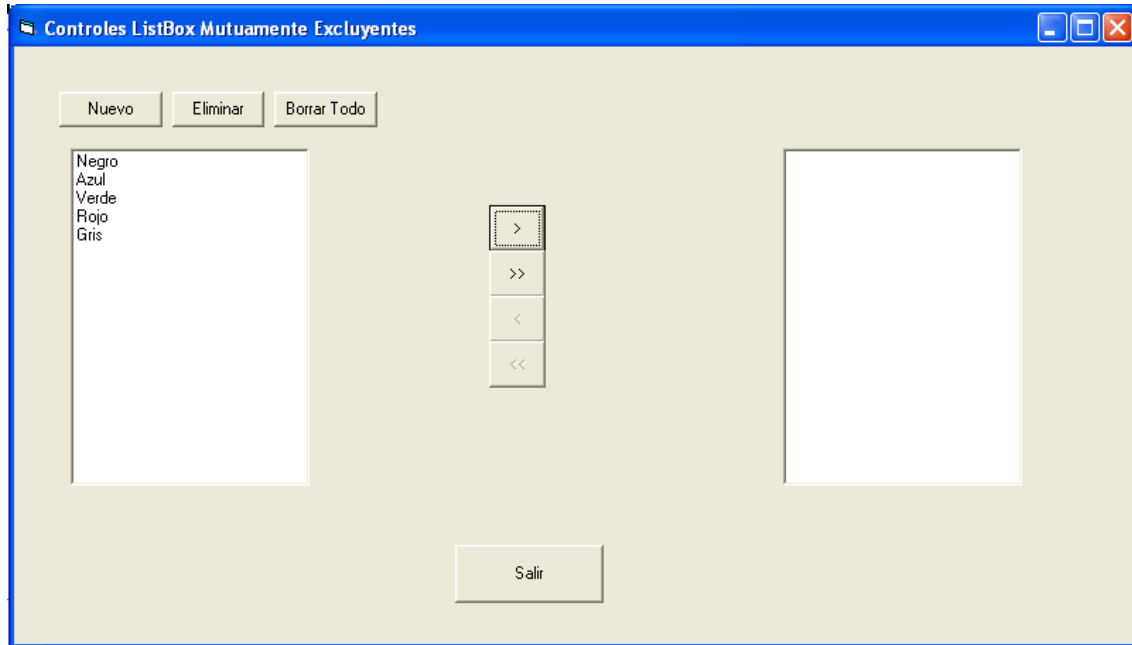 Controles ListBox Mutuamente Excluyentes
Nuevo Eliminar Borrar Todo
Negro
Azul
Verde
Rojo
Gris
>
>>
<
<<
Salir